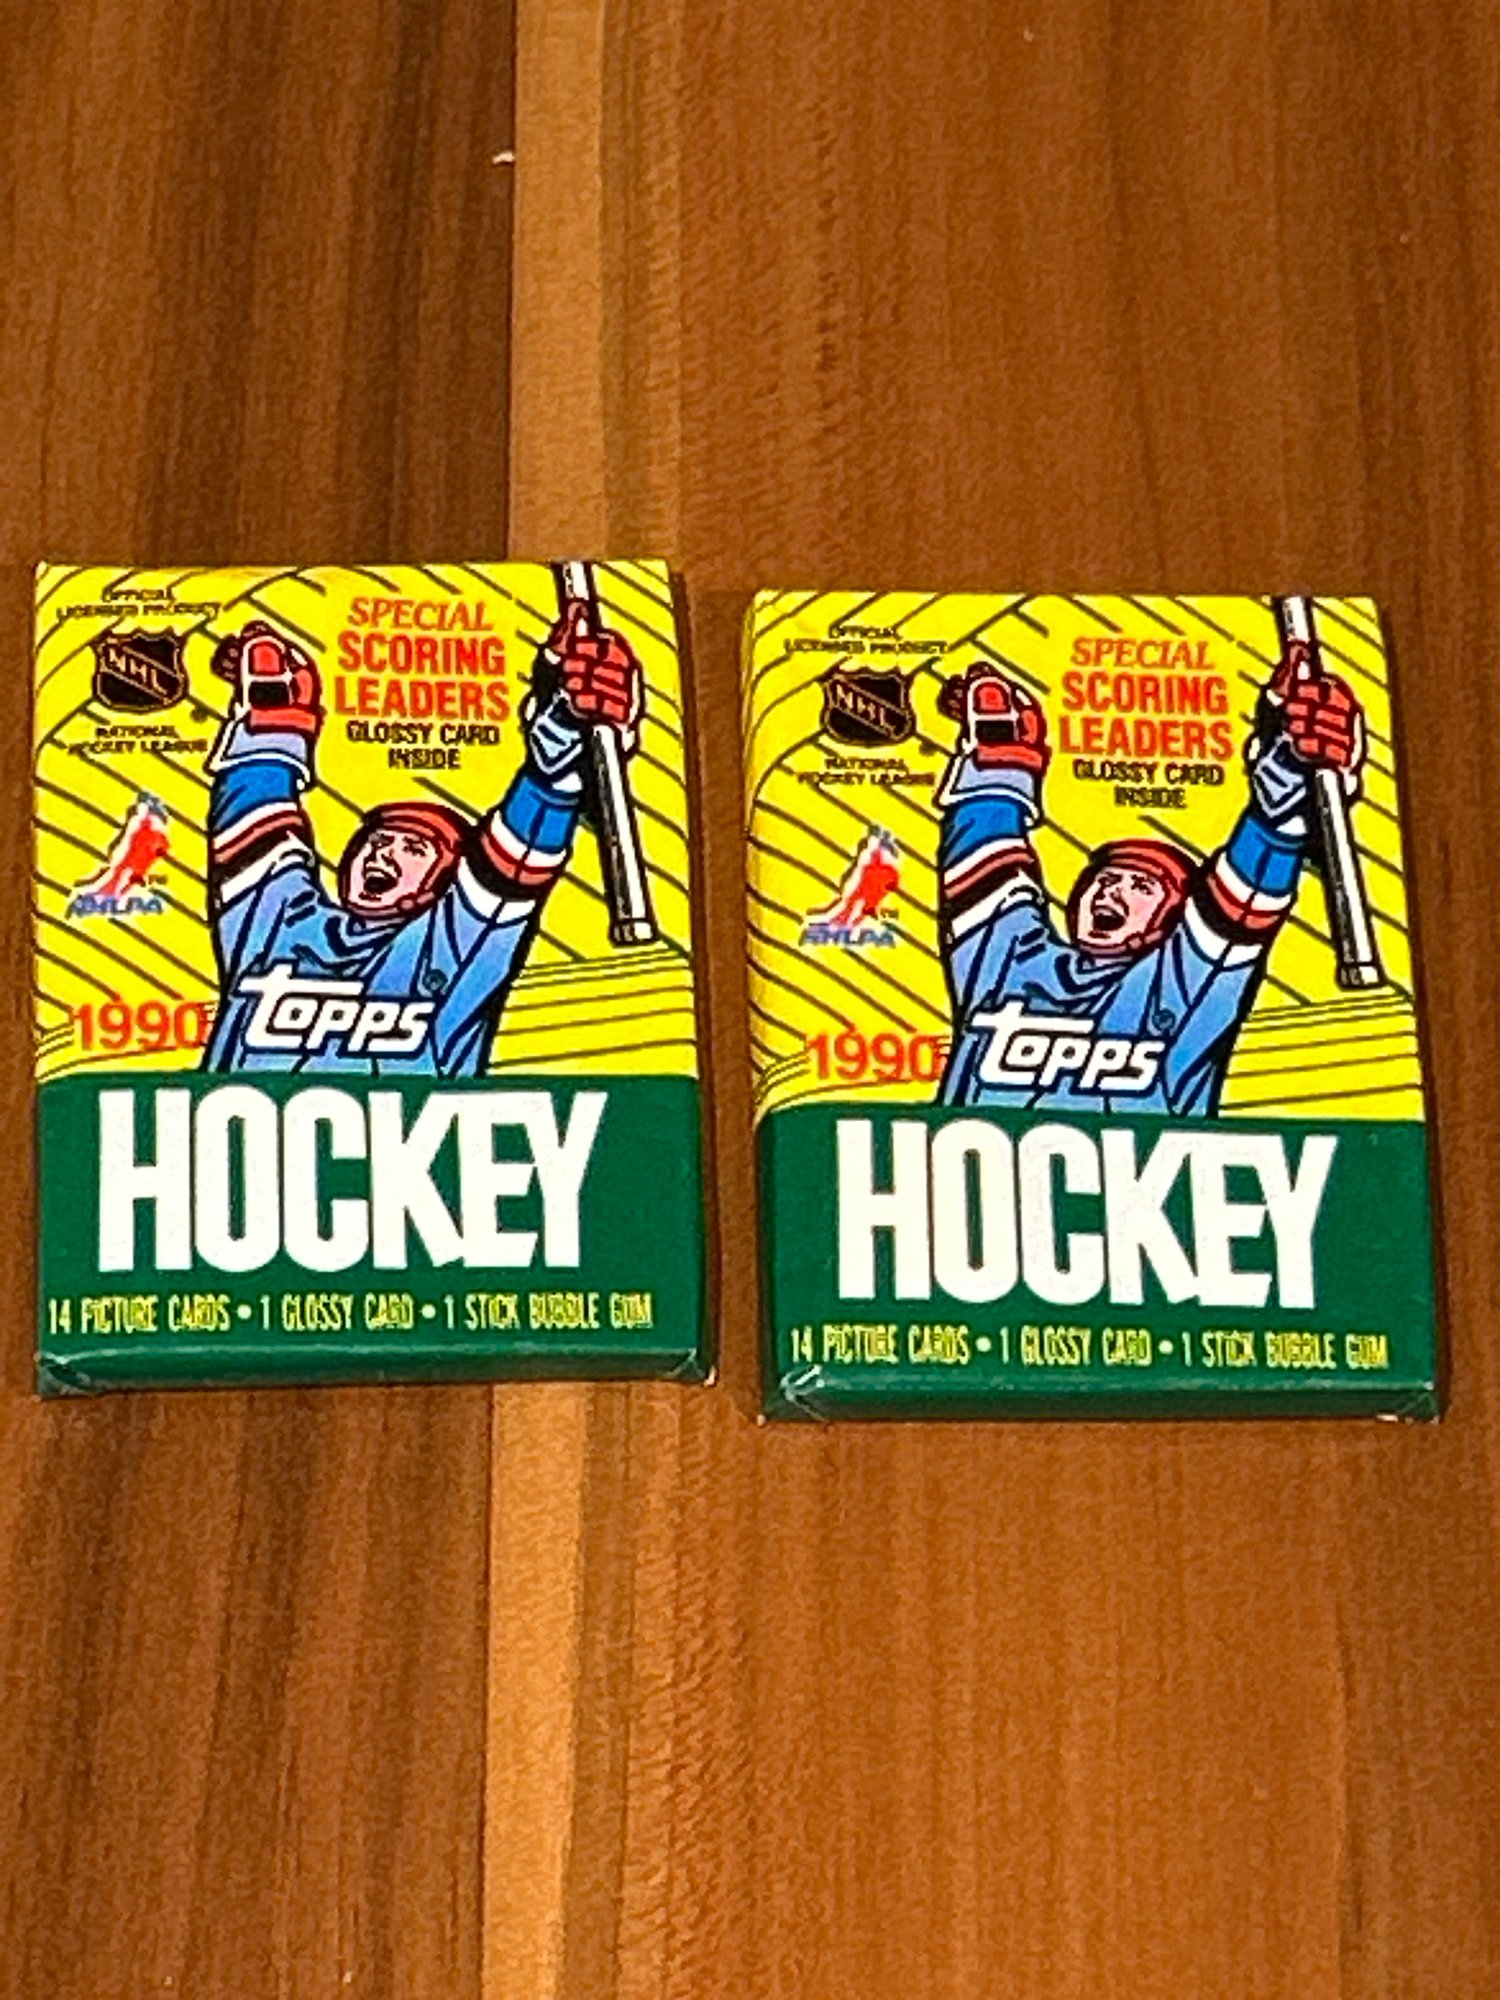 OFFICIAL
LICENSED PRODUCT
NHL
NATIONAL
HOCKEY LEAGUE
SPECIAL
SCORING
LEADERS
GLOSSY CARD
INSIDE
NHLPA
1990
TOPPS
HOCKEY
14 PICTURE CARDS • 1 GLOSSY CARD • 1 STICK BUBBLE GUM
OFFICIAL
LICENSED PRODUCT
NHL
NATIONAL
HOCKEY LEAGUE
SPECIAL
SCORING
LEADERS
GLOSSY CARD
INSIDE
NHLPA
1990
TOPPS
HOCKEY
14 PICTURE CARDS • 1 GLOSSY CARD • 1 STICK BUBBLE GUM